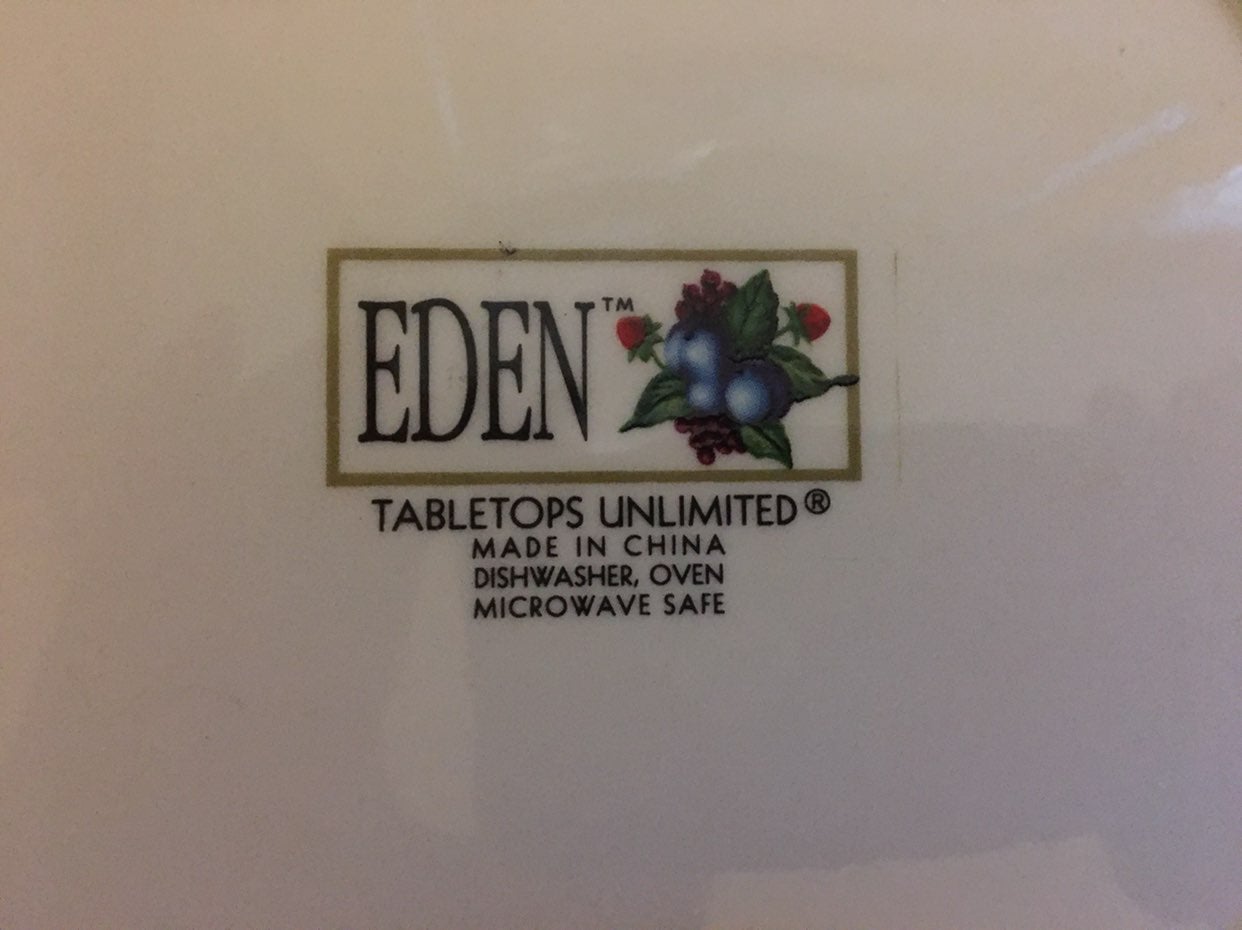 EDEN™
TABLETOPS UNLIMITED®
MADE IN CHINA
DISHWASHER, OVEN
MICROWAVE SAFE